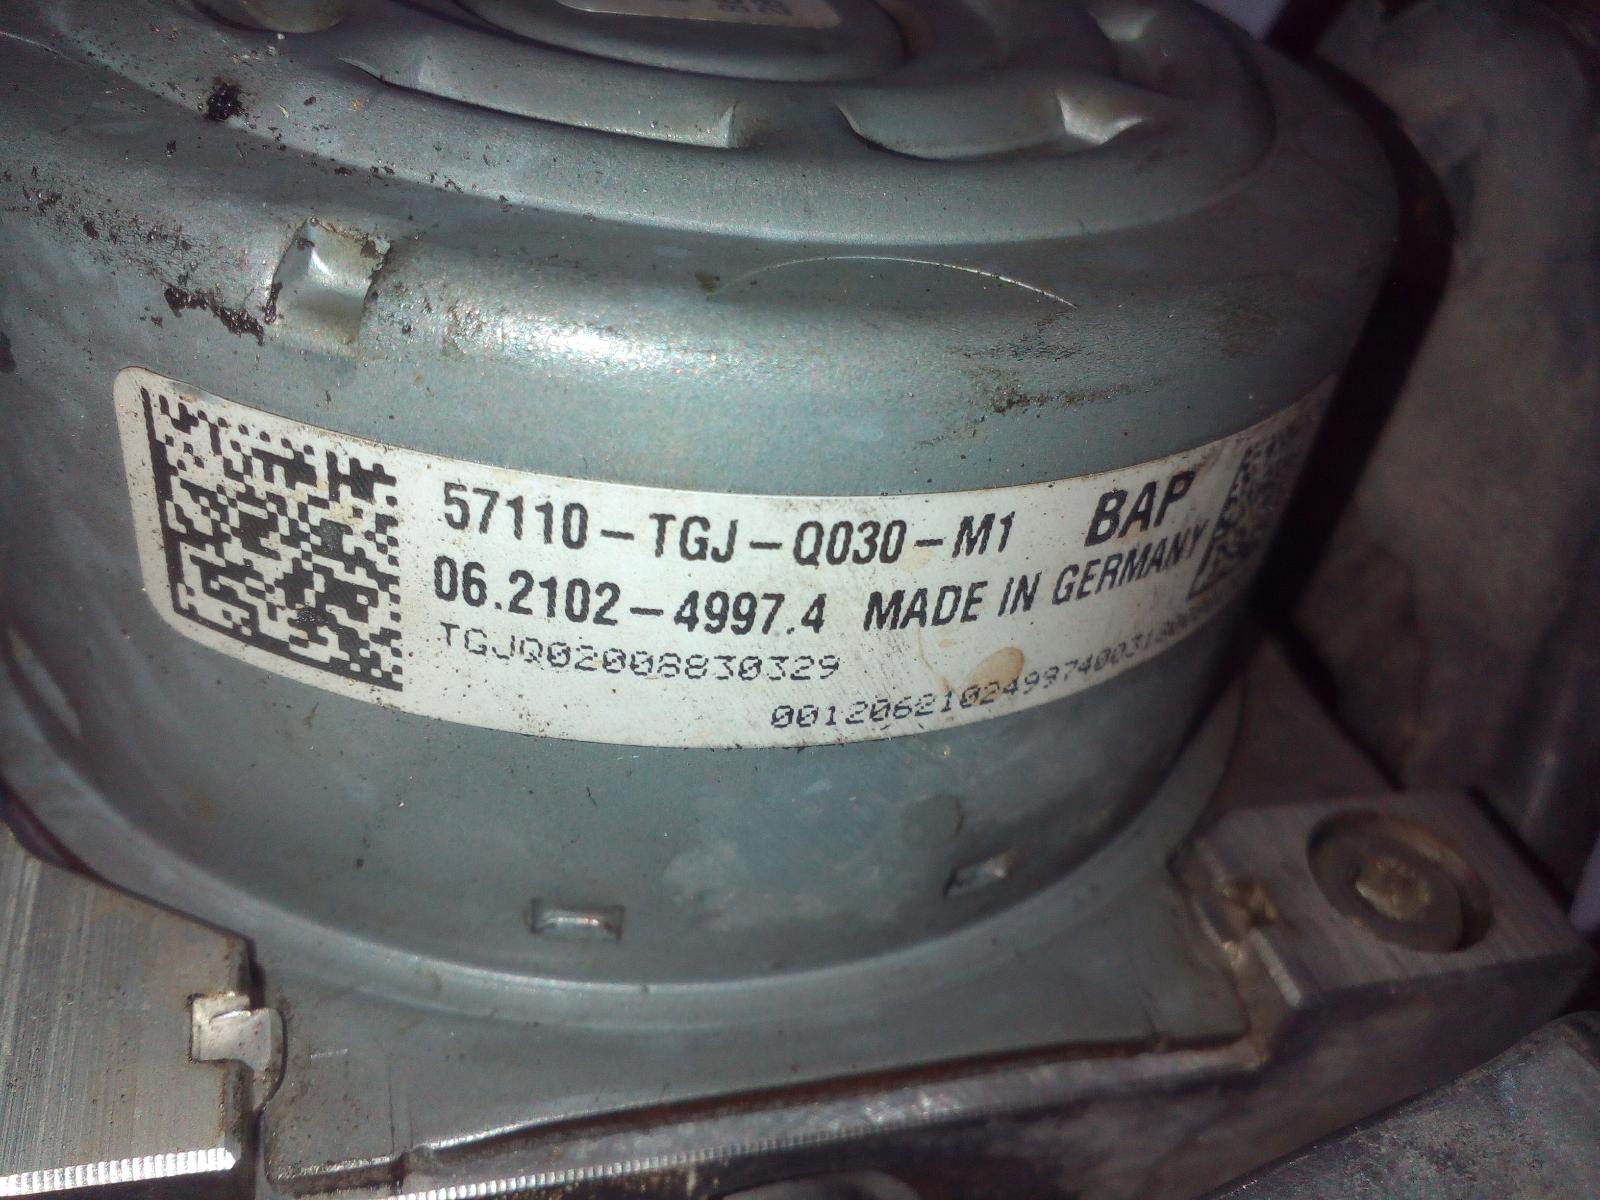 57110-TGJ-Q030-M1 BAP
06.2102-4997.4 MADE IN GERMANY
TGJQ02008830329